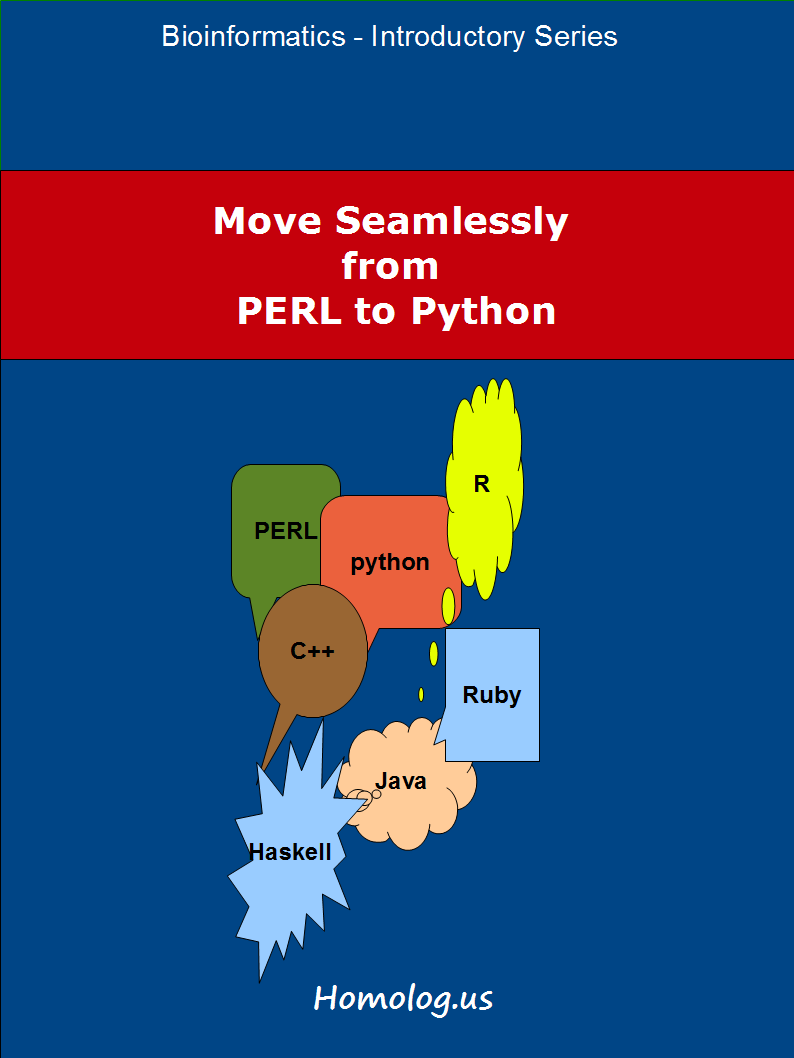 Bioinformatics - Introductory Series
Move Seamlessly
from
PERL to Python
R
PERL
python
C++
Ruby
Java
Haskell
Homolog.us